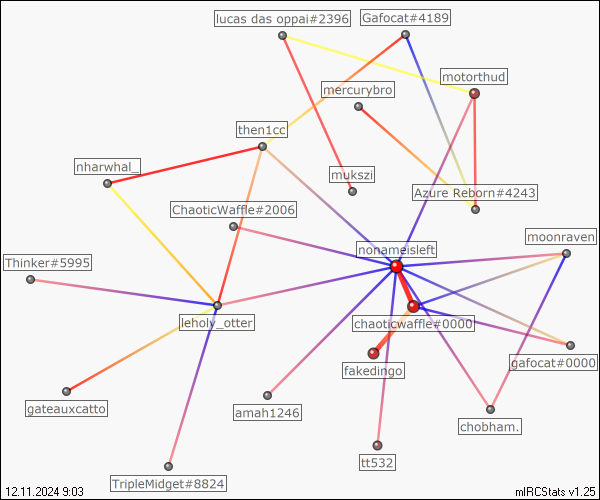 lucas das oppai#2396
Gafocat#4189
motorthud
mercurybro
then1cc
nharwhal_
mukszi
Azure Reborn#4243
ChaoticWaffle#2006
moonraven
nonameisleft
Thinker#5995
leholy_otter
chaoticwaffle#0000
gafocat#0000
fakedingo
gateauxcatto
amah1246
chobham.
tt532
TripleMidget#8824
12.11.2024 9:03
mIRCStats v1.25